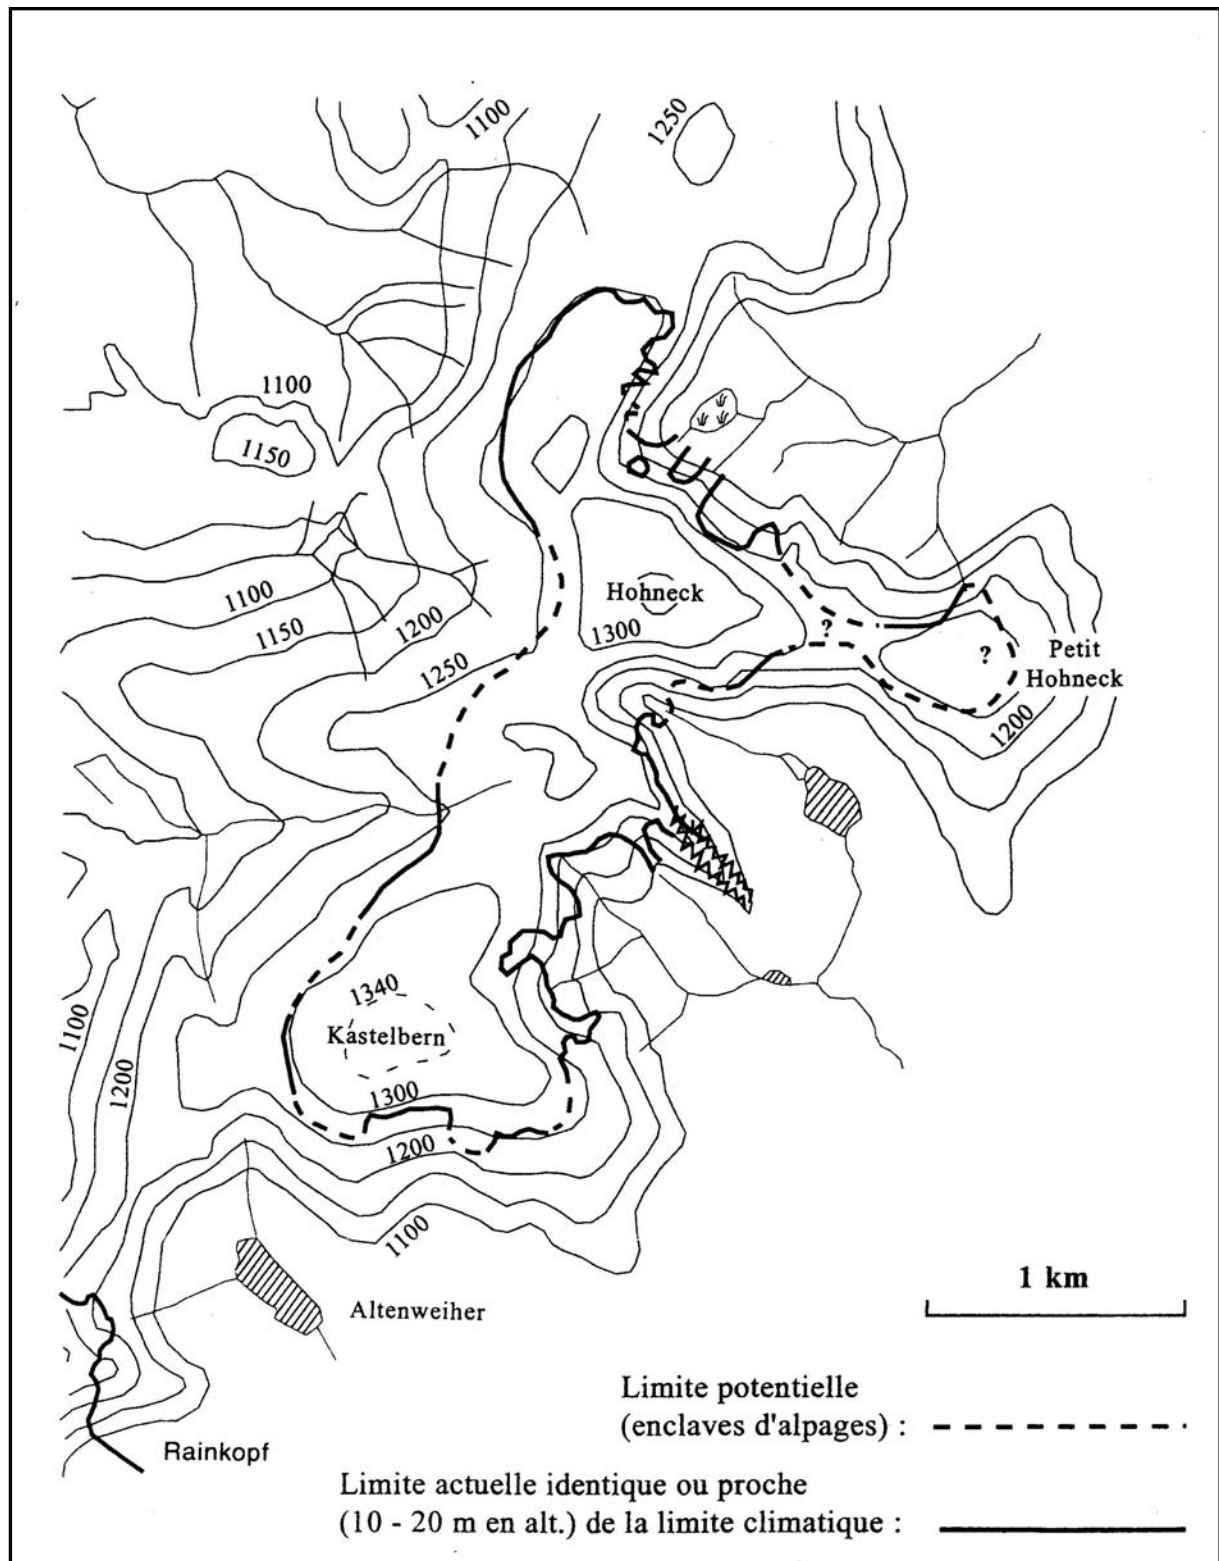 1100
1250
1100
1150
Hohneck
1100
1300
?
1200
1150
?
Petit
Hohneck
1250
1200
1340
Kastelbern
1100
1200
1300
1200
1100
1 km
Altenweiher
Limite potentielle
(enclaves d'alpages) :
Rainkopf
Limite actuelle identique ou proche
(10 - 20 m en alt.) de la limite climatique :